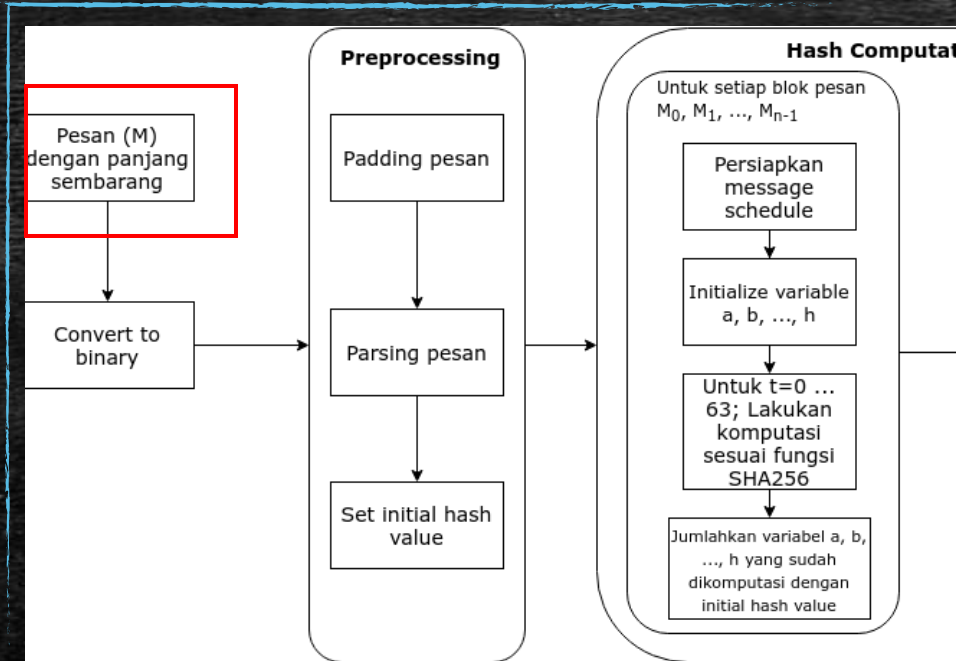 Pesan (M)
dengan panjang
sembarang
Convert to
binary
Preprocessing
Padding pesan
Parsing pesan
Set initial hash
value
Hash Computat
Untuk setiap blok pesan
M₀, M₁, ..., Mₙ₋₁
Persiapkan
message
schedule
Initialize variable
a, b, ..., h
Untuk t=0 ...
63; Lakukan
komputasi
sesuai fungsi
SHA256
Jumlahkan variabel a, b,
..., h yang sudah
dikomputasi dengan
initial hash value